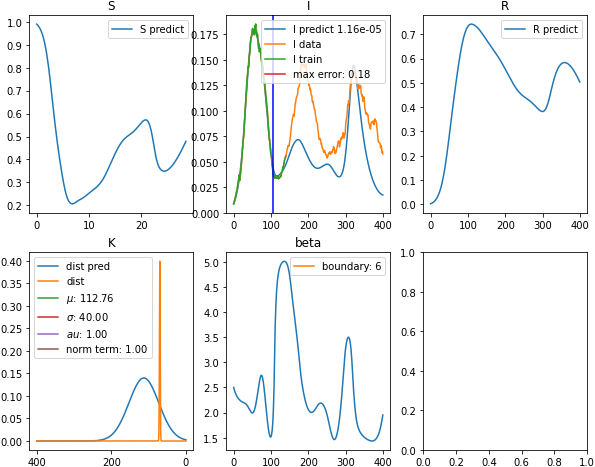 S
S predict
1.0
0.9
0.8
0.7
0.6
0.5
0.4
0.3
0.2
0 10 20
I
I predict 1.16e-05
I data
I train
max error: 0.18
0.175
0.150
0.125
0.100
0.075
0.050
0.025
0.000
0 100 200 300 400
R
R predict
0.7
0.6
0.5
0.4
0.3
0.2
0.1
0.0
0 100 200 300 400
K
dist pred
dist
μ: 112.76
σ: 40.00
au: 1.00
norm term: 1.00
0.40
0.35
0.30
0.25
0.20
0.15
0.10
0.05
0.00
400 200 0
beta
boundary: 6
5.0
4.5
4.0
3.5
3.0
2.5
2.0
1.5
0 100 200 300 400
1.0
0.8
0.6
0.4
0.2
0.0
0.0 0.2 0.4 0.6 0.8 1.0